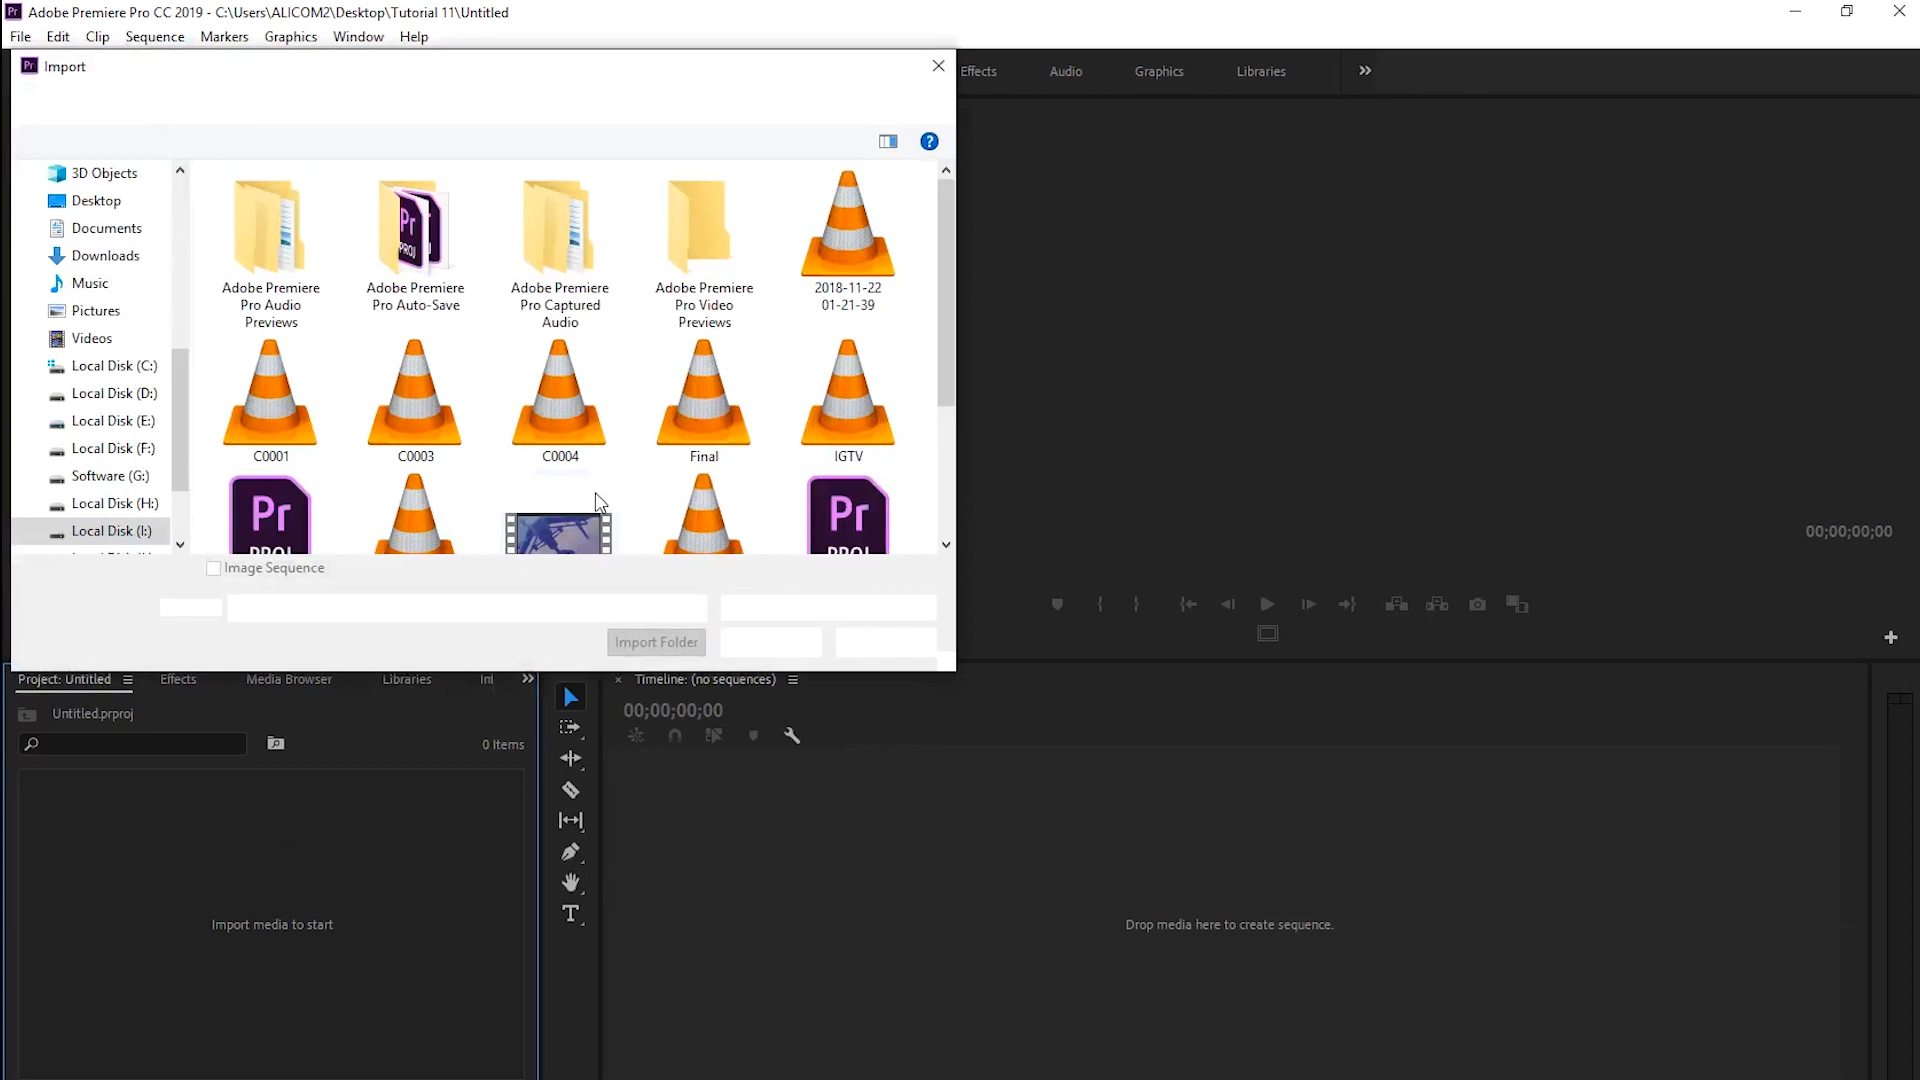 Adobe Premiere Pro CC 2019 - C:\Users\ALICOM2\Desktop\Tutorial 11\Untitled
File Edit Clip Sequence Markers Graphics Window Help
Import
Effects Audio Graphics Libraries
3D Objects
Desktop
Documents
Downloads
Music
Pictures
Videos
Local Disk (C:)
Local Disk (D:)
Local Disk (E:)
Local Disk (F:)
Software (G:)
Local Disk (H:)
Local Disk (I:)
Adobe Premiere
Pro Audio
Previews
Adobe Premiere
Pro Auto-Save
Adobe Premiere
Pro Captured
Audio
Adobe Premiere
Pro Video
Previews
2018-11-22
01-21-39
C0001 C0003 C0004 Final IGTV
Image Sequence
Import Folder
00;00;00;00
Project: Untitled Effects Media Browser Libraries Inf
Untitled.prproj
0 Items
Import media to start
Timeline: (no sequences)
00;00;00;00
Drop media here to create sequence.